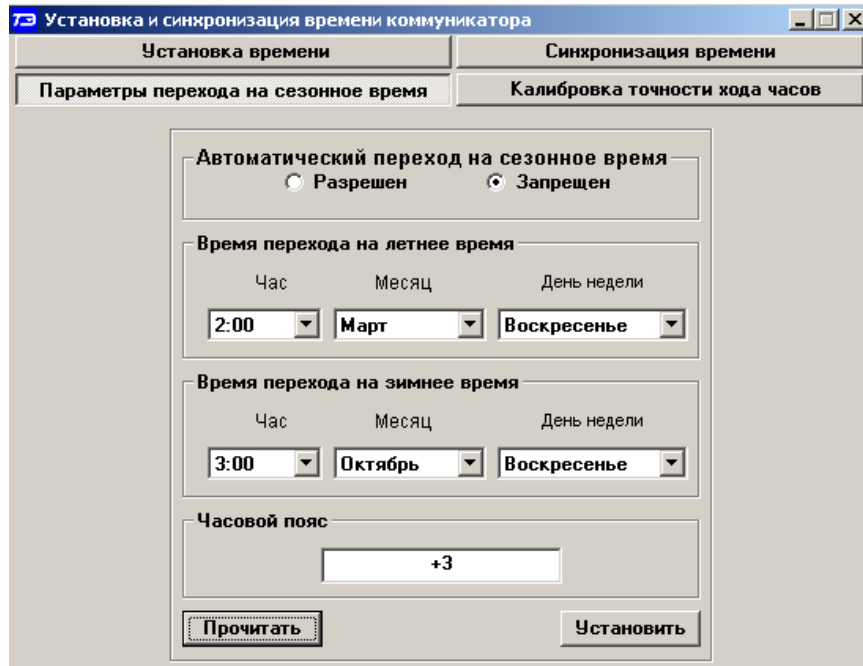 ТЭ Установка и синхронизация времени коммуникатора
Установка времени Синхронизация времени
Параметры перехода на сезонное время Калибровка точности хода часов
Автоматический переход на сезонное время
Разрешен Запрещен
Время перехода на летнее время
Час Месяц День недели
2:00 Март Воскресенье
Время перехода на зимнее время
Час Месяц День недели
3:00 Октябрь Воскресенье
Часовой пояс
+3
Прочитать Установить